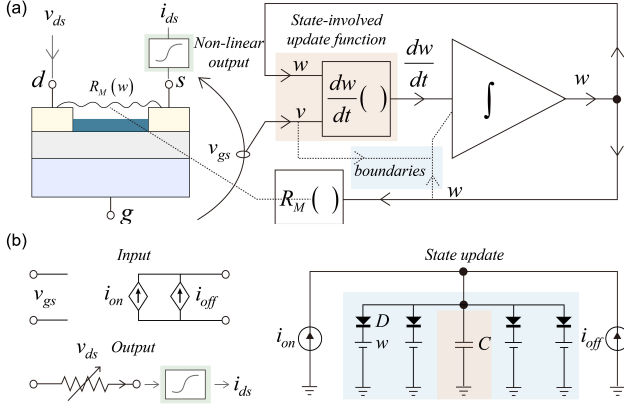 (a)
v_ds
i_ds
Non-linear
output
d
R_M(w)
s
v_gs
g
State-involved
update function
w
v
dw/dt ( )
dw/dt
∫
w
boundaries
R_M( )
w
(b)
Input
v_gs
i_on
i_off
Output
v_ds
i_ds
State update
i_on
D
w
C
i_off